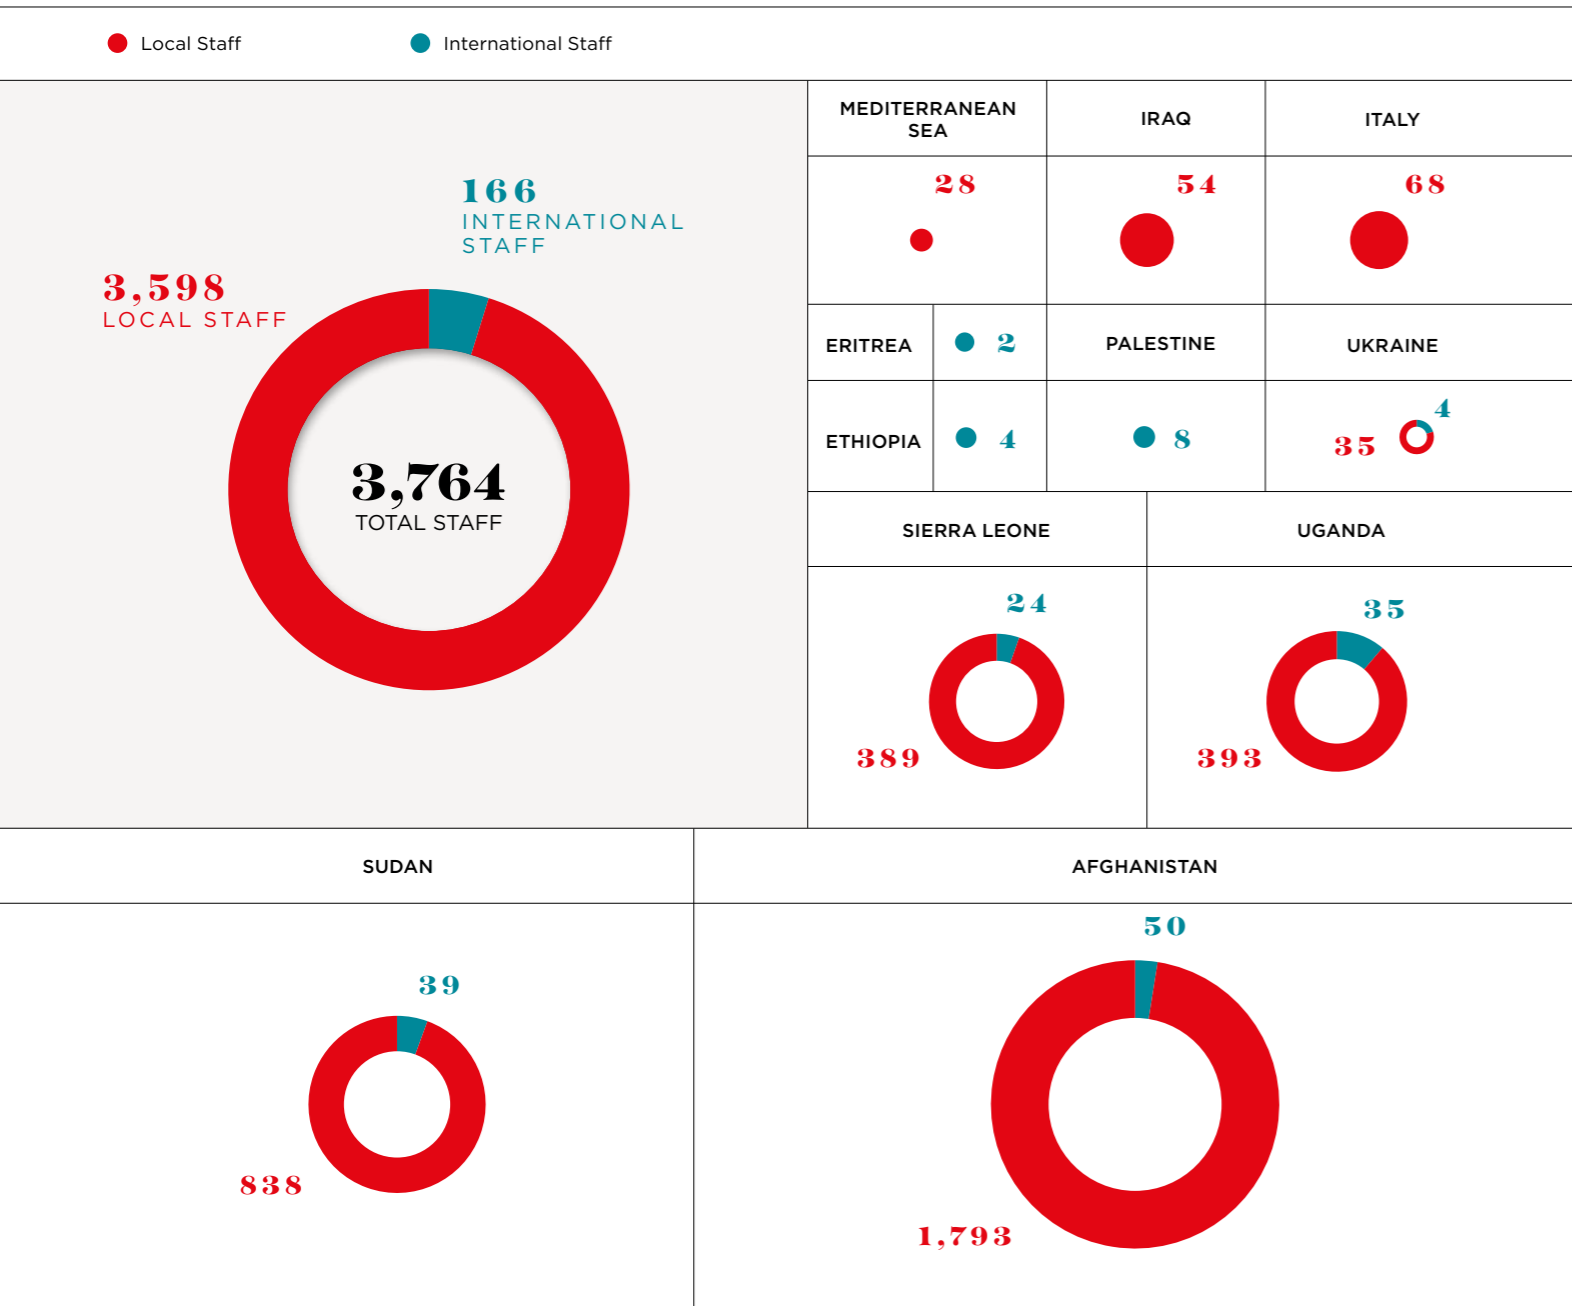 Local Staff
International Staff
166
INTERNATIONAL
STAFF
3,598
LOCAL STAFF
3,764
TOTAL STAFF
MEDITERRANEAN
SEA
28
IRAQ
54
ITALY
68
ERITREA
2
ETHIOPIA
4
PALESTINE
8
UKRAINE
4
35
SIERRA LEONE
24
389
UGANDA
35
393
SUDAN
39
838
AFGHANISTAN
50
1,793